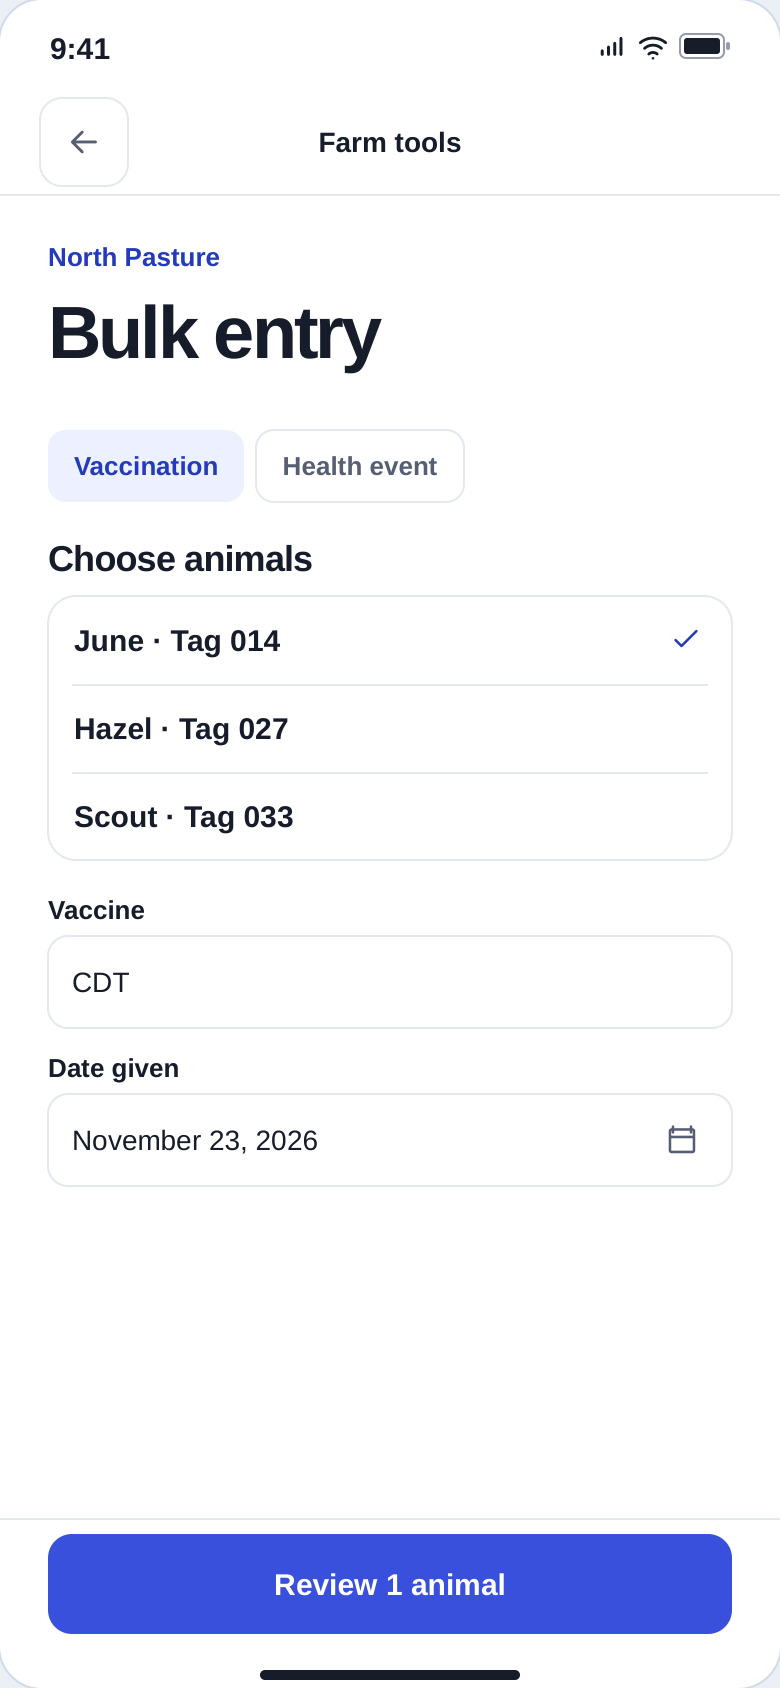 9:41
Farm tools
North Pasture
Bulk entry
Vaccination
Health event
Choose animals
June · Tag 014
Hazel · Tag 027
Scout · Tag 033
Vaccine
CDT
Date given
November 23, 2026
Review 1 animal